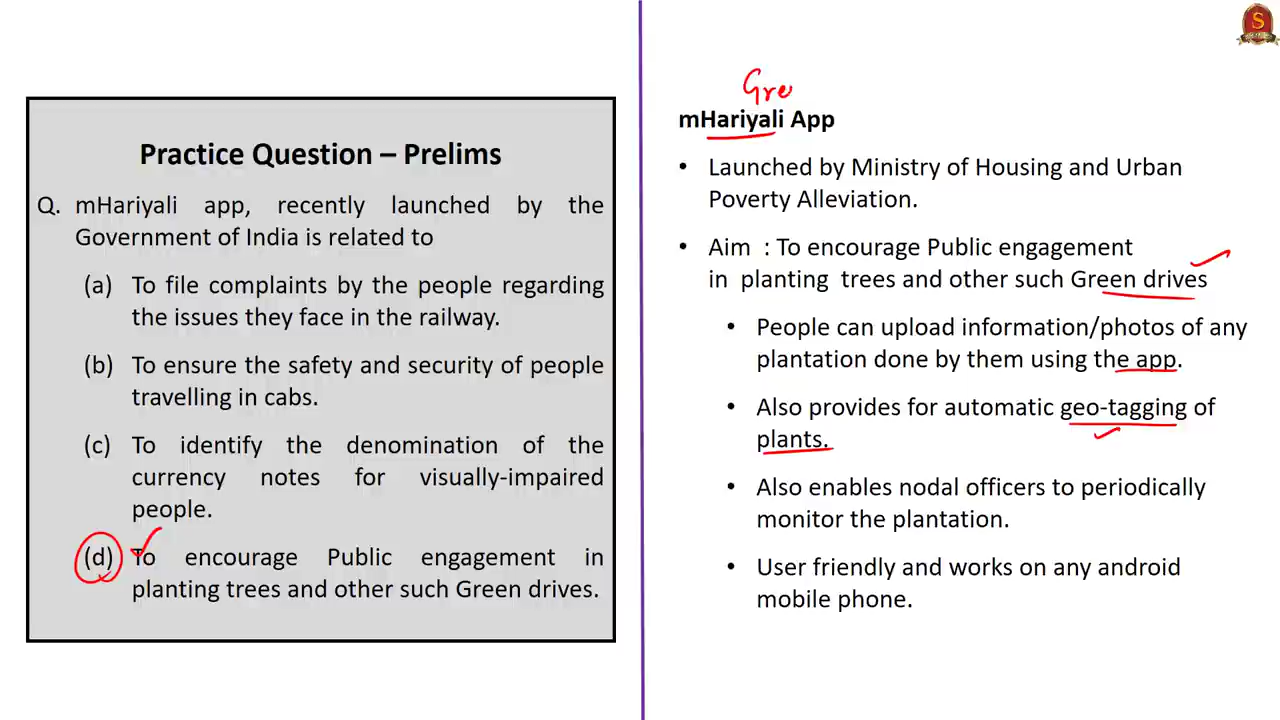 Practice Question – Prelims
Q. mHariyali app, recently launched by the
Government of India is related to
(a) To file complaints by the people regarding
the issues they face in the railway.
(b) To ensure the safety and security of people
travelling in cabs.
(c) To identify the denomination of the
currency notes for visually-impaired
people.
(d) To encourage Public engagement in
planting trees and other such Green drives.
Gre
mHariyali App
• Launched by Ministry of Housing and Urban
Poverty Alleviation.
• Aim : To encourage Public engagement
in planting trees and other such Green drives
• People can upload information/photos of any
plantation done by them using the app.
• Also provides for automatic geo-tagging of
plants.
• Also enables nodal officers to periodically
monitor the plantation.
• User friendly and works on any android
mobile phone.
S